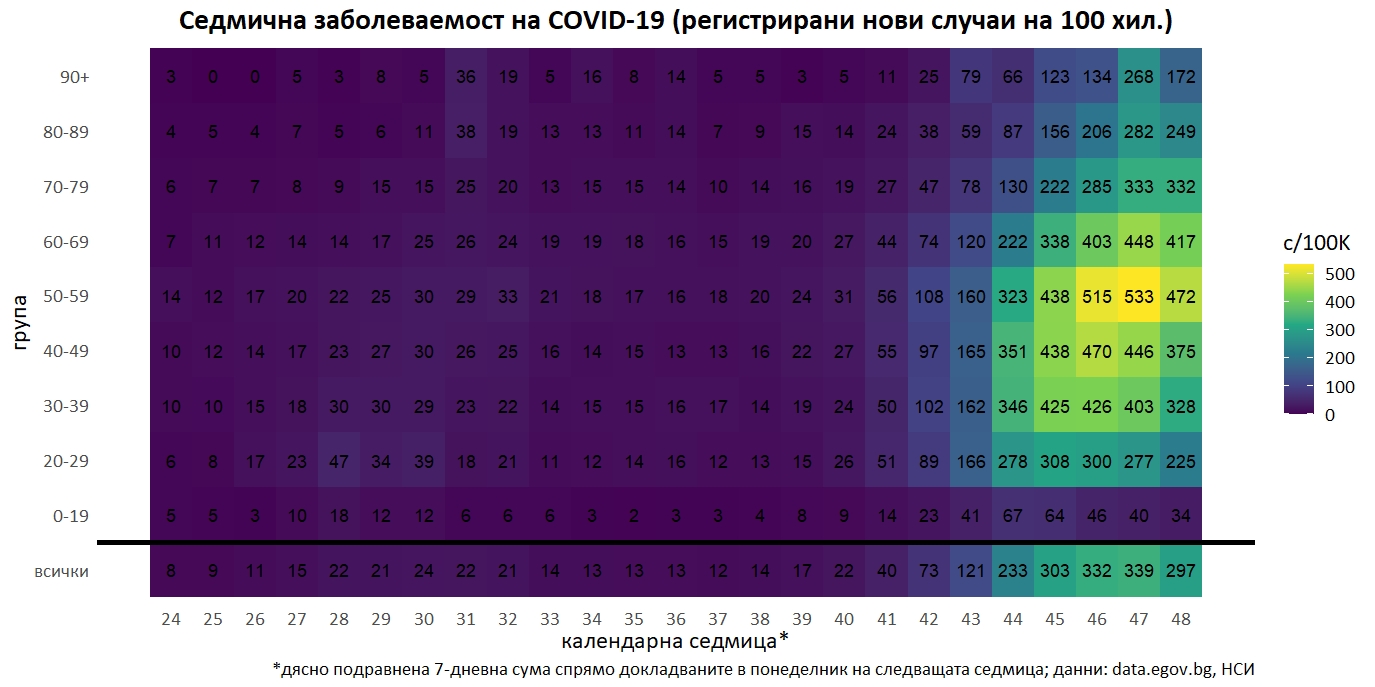 Седмична заболеваемост на COVID-19 (регистрирани нови случаи на 100 хил.)
90+ 3 0 0 5 3 8 5 36 19 5 16 8 14 5 5 3 5 11 25 79 66 123 134 268 172
80-89 4 5 4 7 5 6 11 38 19 13 13 11 14 7 9 15 14 24 38 59 87 156 206 282 249
70-79 6 7 7 8 9 15 15 25 20 13 15 15 14 10 14 16 19 27 47 78 130 222 285 333 332
60-69 7 11 12 14 14 17 25 26 24 19 19 18 16 15 19 20 27 44 74 120 222 338 403 448 417
50-59 14 12 17 20 22 25 30 29 33 21 18 17 16 18 20 24 31 56 108 160 323 438 515 533 472
40-49 10 12 14 17 23 27 30 26 25 16 14 15 13 13 16 22 27 55 97 165 351 438 470 446 375
30-39 10 10 15 18 30 30 29 23 22 14 15 15 16 17 14 19 24 50 102 162 346 425 426 403 328
20-29 6 8 17 23 47 34 39 18 21 11 12 14 16 12 13 15 26 51 89 166 278 308 300 277 225
0-19 5 5 3 10 18 12 12 6 6 6 3 2 3 3 4 8 9 14 23 41 67 64 46 40 34
всички 8 9 11 15 22 21 24 22 21 14 13 13 13 12 14 17 22 40 73 121 233 303 332 339 297
24 25 26 27 28 29 30 31 32 33 34 35 36 37 38 39 40 41 42 43 44 45 46 47 48
група
календарна седмица*
*дясно подравнена 7-дневна сума спрямо докладваните в понеделник на следващата седмица; данни: data.egov.bg, НСИ
c/100K
500
400
300
200
100
0